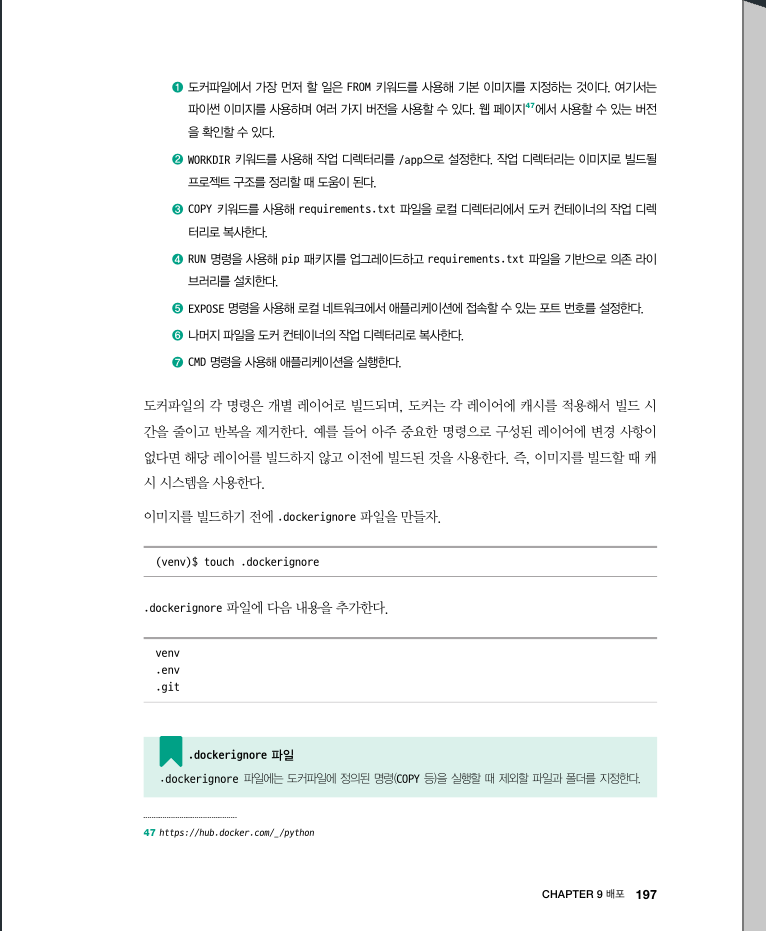 ❶ 도커파일에서 가장 먼저 할 일은 FROM 키워드를 사용해 기본 이미지를 지정하는 것이다. 여기서는
파이썬 이미지를 사용하며 여러 가지 버전을 사용할 수 있다. 웹 페이지47에서 사용할 수 있는 버전
을 확인할 수 있다.
❷ WORKDIR 키워드를 사용해 작업 디렉터리를 /app으로 설정한다. 작업 디렉터리는 이미지로 빌드될
프로젝트 구조를 정리할 때 도움이 된다.
❸ COPY 키워드를 사용해 requirements.txt 파일을 로컬 디렉터리에서 도커 컨테이너의 작업 디렉
터리로 복사한다.
❹ RUN 명령을 사용해 pip 패키지를 업그레이드하고 requirements.txt 파일을 기반으로 의존 라이
브러리를 설치한다.
❺ EXPOSE 명령을 사용해 로컬 네트워크에서 애플리케이션에 접속할 수 있는 포트 번호를 설정한다.
❻ 나머지 파일을 도커 컨테이너의 작업 디렉터리로 복사한다.
❼ CMD 명령을 사용해 애플리케이션을 실행한다.
도커파일의 각 명령은 개별 레이어로 빌드되며, 도커는 각 레이어에 캐시를 적용해서 빌드 시
간을 줄이고 반복을 제거한다. 예를 들어 아주 중요한 명령으로 구성된 레이어에 변경 사항이
없다면 해당 레이어를 빌드하지 않고 이전에 빌드된 것을 사용한다. 즉, 이미지를 빌드할 때 캐
시 시스템을 사용한다.
이미지를 빌드하기 전에 .dockerignore 파일을 만들자.
(venv)$ touch .dockerignore
.dockerignore 파일에 다음 내용을 추가한다.
venv
.env
.git
.dockerignore 파일
.dockerignore 파일에는 도커파일에 정의된 명령(COPY 등)을 실행할 때 제외할 파일과 폴더를 지정한다.
47 https://hub.docker.com/_/python
CHAPTER 9 배포 197